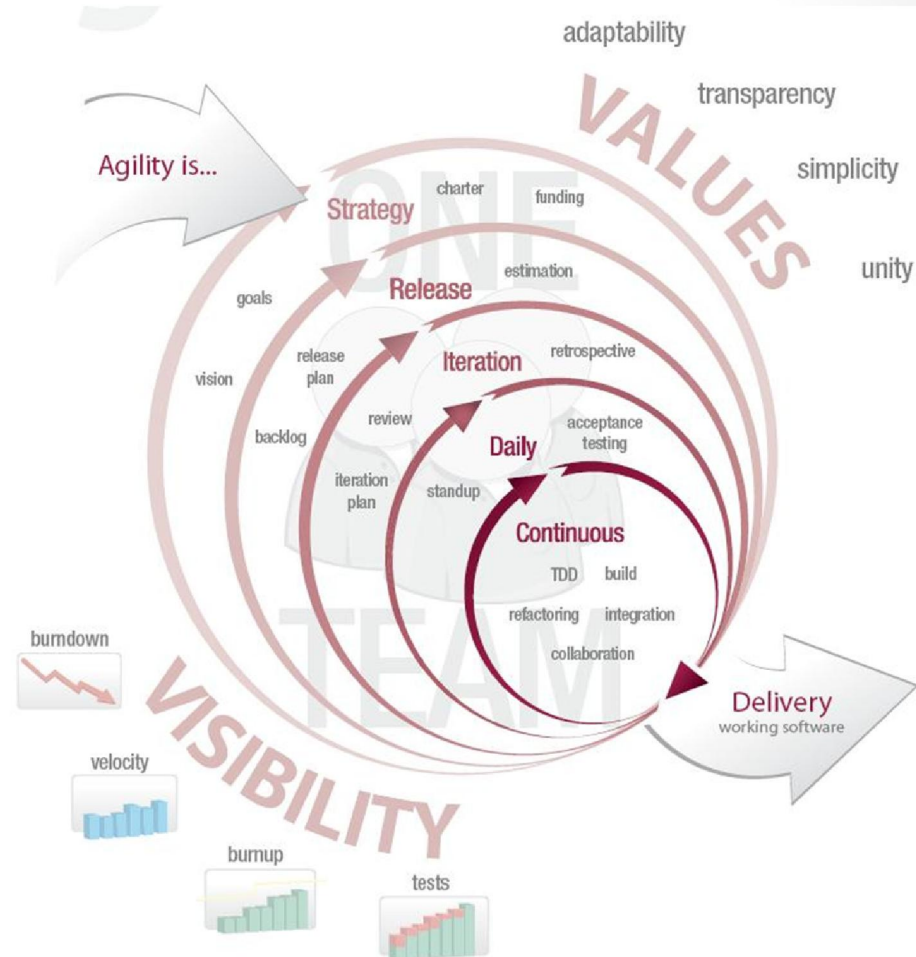 adaptability
transparency
VALUES
simplicity
unity
Agility is...
ONE
TEAM
Strategy
charter
funding
goals
vision
Release
estimation
release
plan
backlog
Iteration
retrospective
review
iteration
plan
Daily
acceptance
testing
standup
Continuous
TDD
build
refactoring
integration
collaboration
Delivery
working software
VISIBILITY
burndown
velocity
burnup
tests